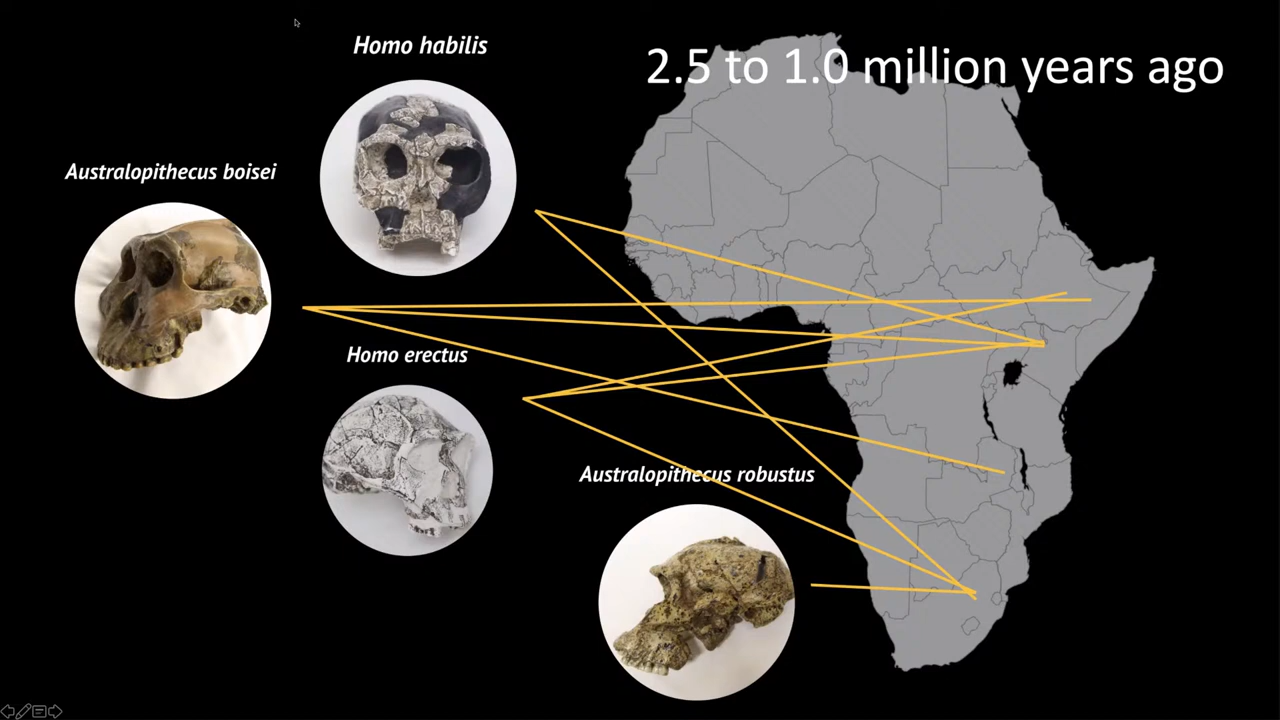 Homo habilis
2.5 to 1.0 million years ago
Australopithecus boisei
Homo erectus
Australopithecus robustus